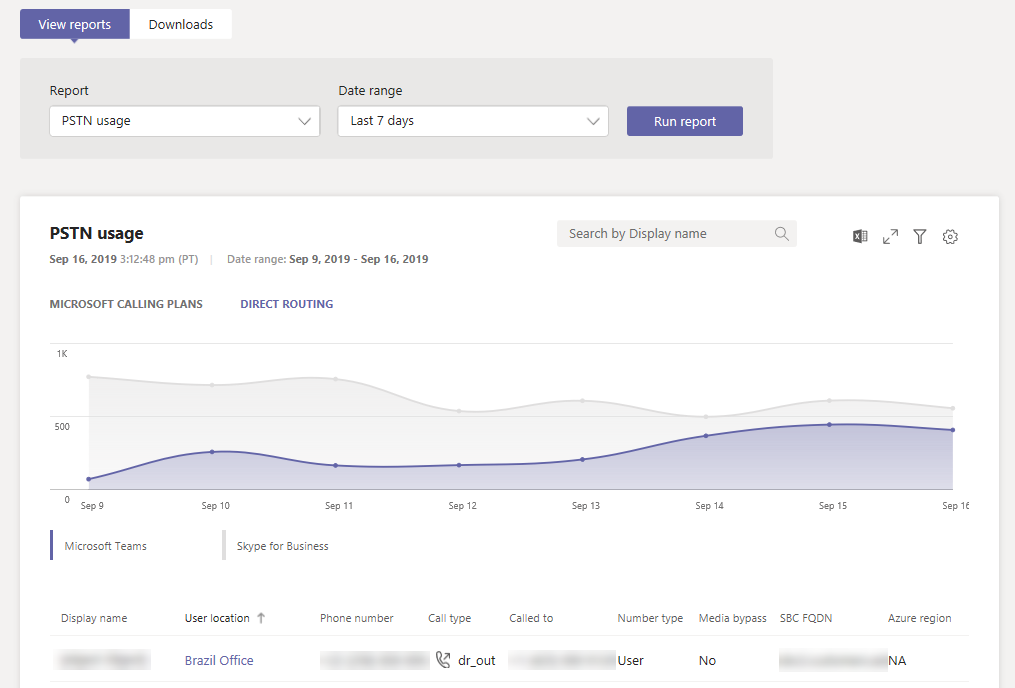 View reports Downloads
Report Date range
PSTN usage Last 7 days Run report
PSTN usage Search by Display name
Sep 16, 2019 3:12:48 pm (PT) | Date range: Sep 9, 2019 - Sep 16, 2019
MICROSOFT CALLING PLANS DIRECT ROUTING
1K
500
0
Sep 9 Sep 10 Sep 11 Sep 12 Sep 13 Sep 14 Sep 15 Sep 16
Microsoft Teams Skype for Business
Display name User location Phone number Call type Called to Number type Media bypass SBC FQDN Azure region
Brazil Office dr_out User No NA